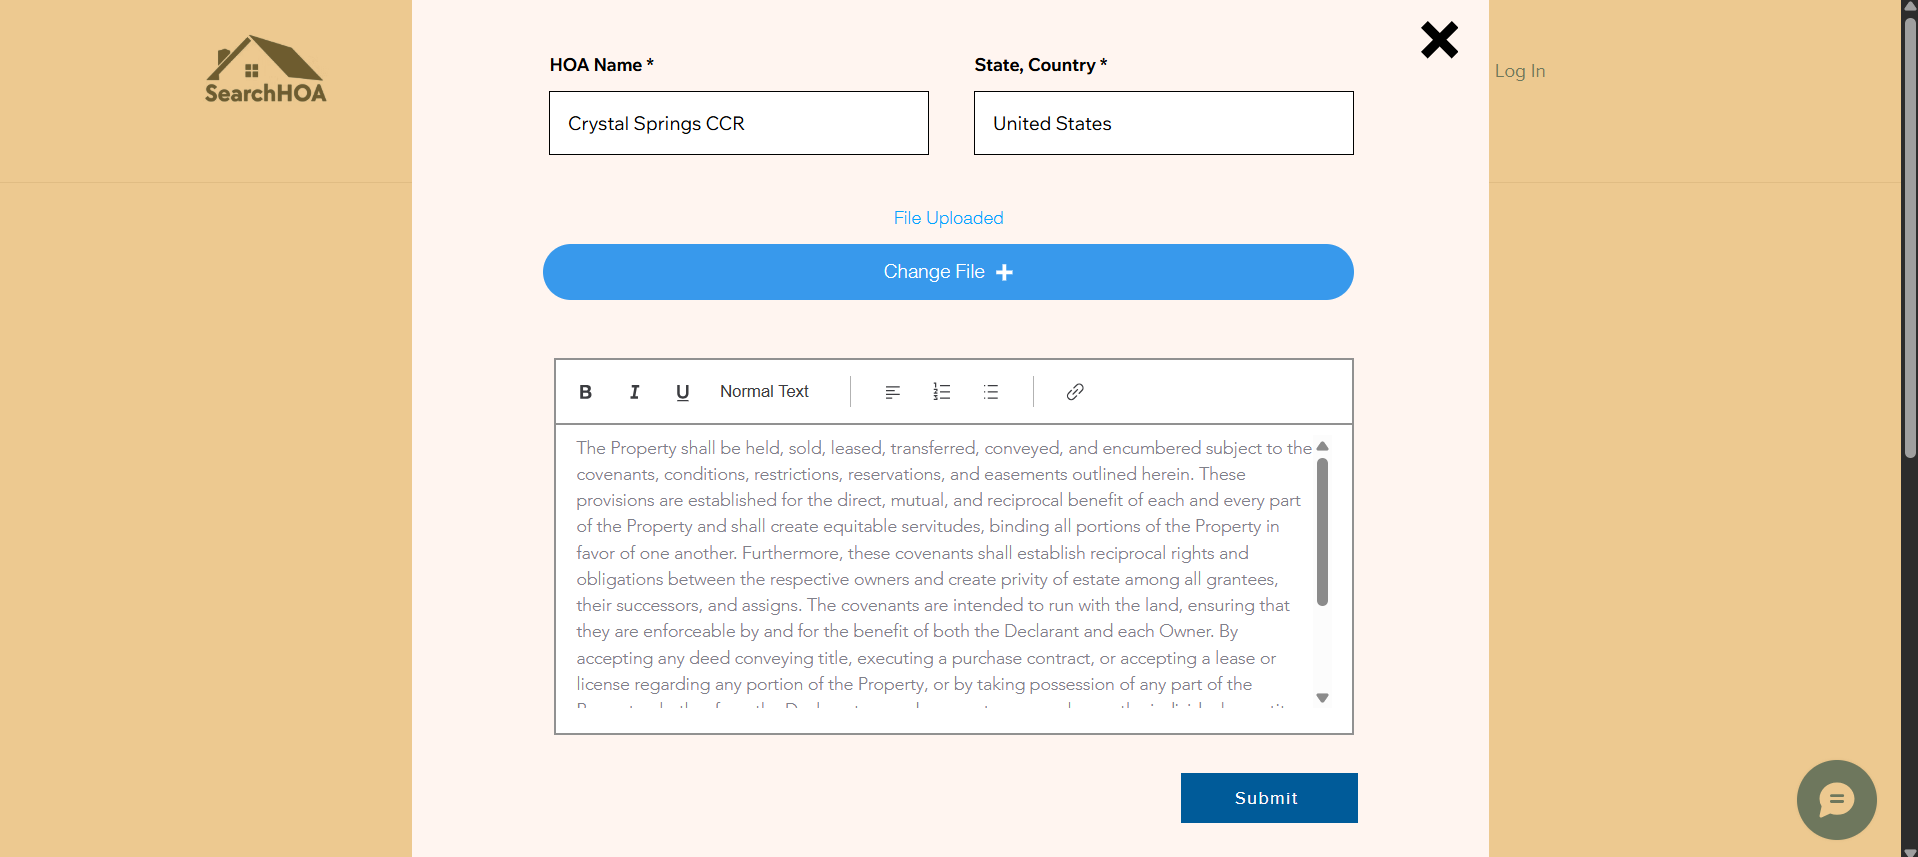 SearchHOA
Log In
HOA Name *
State, Country *
Crystal Springs CCR
United States
File Uploaded
Change File +
B I U Normal Text
The Property shall be held, sold, leased, transferred, conveyed, and encumbered subject to the
covenants, conditions, restrictions, reservations, and easements outlined herein. These
provisions are established for the direct, mutual, and reciprocal benefit of each and every part
of the Property and shall create equitable servitudes, binding all portions of the Property in
favor of one another. Furthermore, these covenants shall establish reciprocal rights and
obligations between the respective owners and create privity of estate among all grantees,
their successors, and assigns. The covenants are intended to run with the land, ensuring that
they are enforceable by and for the benefit of both the Declarant and each Owner. By
accepting any deed conveying title, executing a purchase contract, or accepting a lease or
license regarding any portion of the Property, or by taking possession of any part of the
Submit